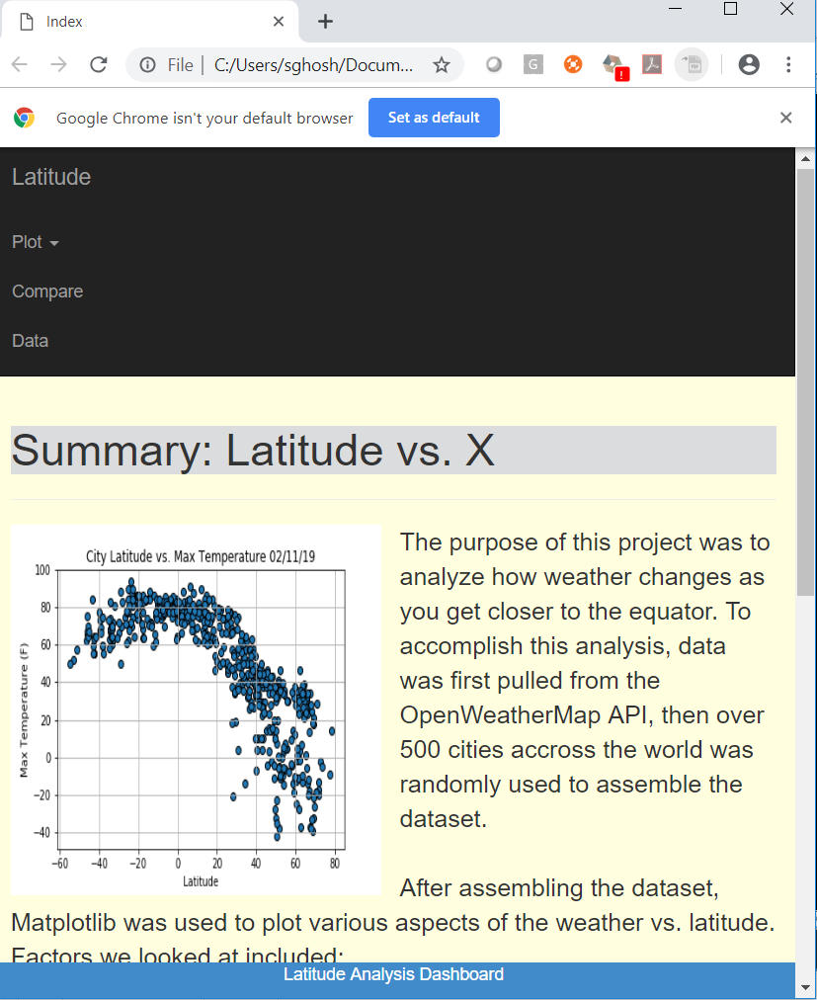 Index
File
C:/Users/sghosh/Docum...
G
!
Google Chrome isn't your default browser
Set as default
Latitude
Plot
Compare
Data
Summary: Latitude vs. X
City Latitude vs. Max Temperature 02/11/19
Max Temperature (F)
100
80
60
40
20
0
−20
−40
−60 −40 −20 0 20 40 60 80
Latitude
The purpose of this project was to
analyze how weather changes as
you get closer to the equator. To
accomplish this analysis, data
was first pulled from the
OpenWeatherMap API, then over
500 cities accross the world was
randomly used to assemble the
dataset.
After assembling the dataset,
Matplotlib was used to plot various aspects of the weather vs. latitude.
Factors we looked at included:
Latitude Analysis Dashboard